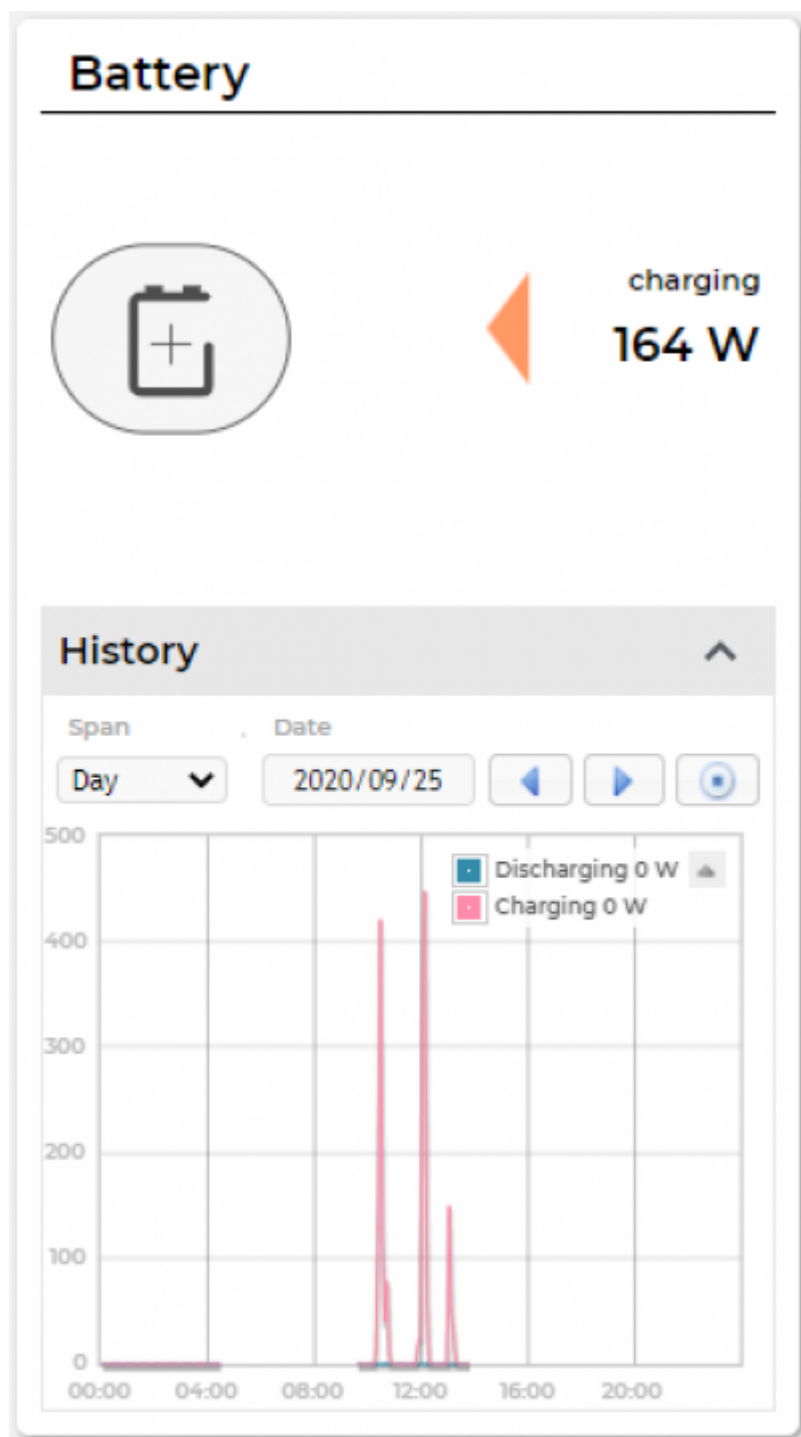 Battery
charging
164 W
History
Span . Date
Day 2020/09/25
500
Discharging 0 W
Charging 0 W
400
300
200
100
0
00:00 04:00 08:00 12:00 16:00 20:00